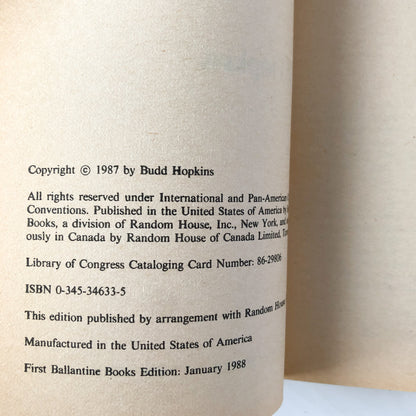 Copyright © 1987 by Budd Hopkins
All rights reserved under International and Pan-American
Conventions. Published in the United States of America by
Books, a division of Random House, Inc., New York, and
ously in Canada by Random House of Canada Limited,
Library of Congress Cataloging Card Number: 86-29806
ISBN 0-345-34633-5
This edition published by arrangement with Random House
Manufactured in the United States of America
First Ballantine Books Edition: January 1988